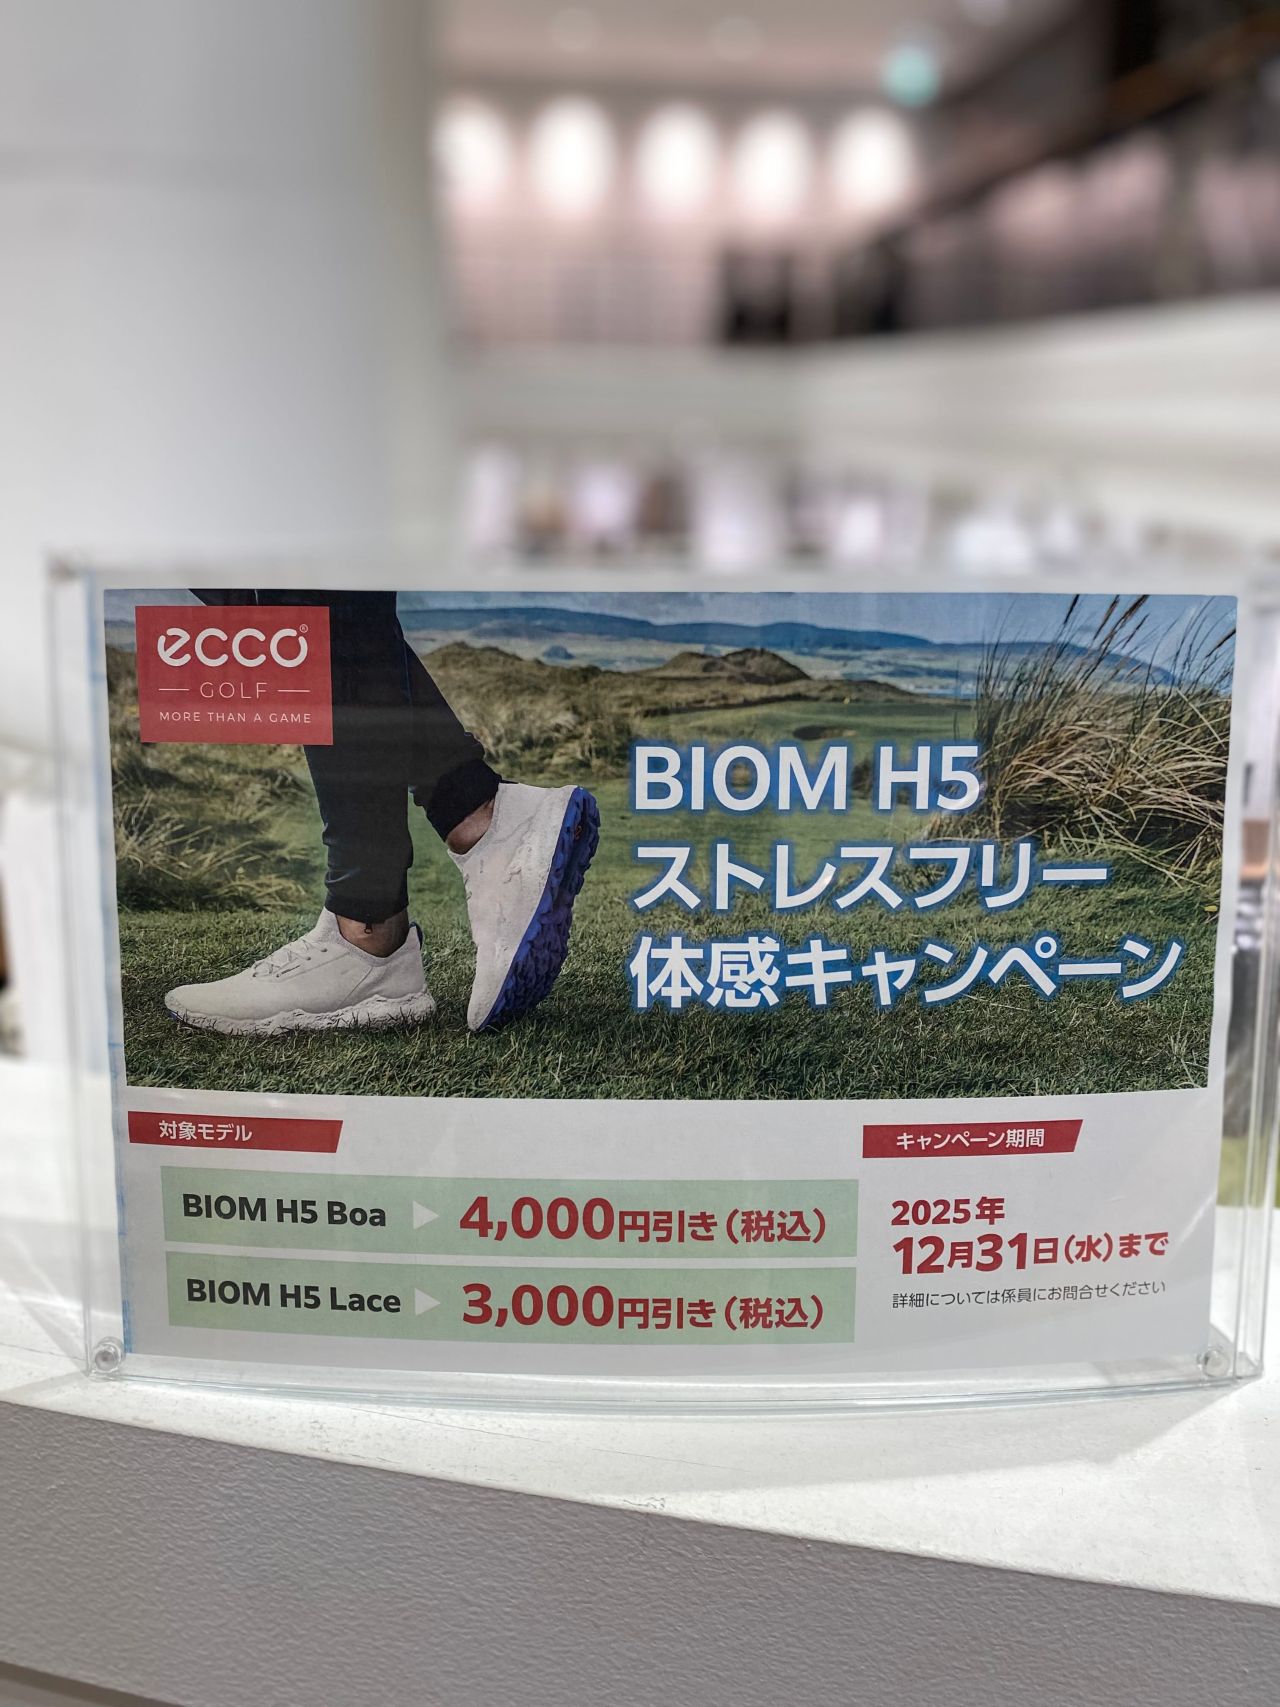 ecco®
GOLF
MORE THAN A GAME
BIOM H5
ストレスフリー
体感キャンペーン
対象モデル
BIOM H5 Boa 4,000円引き(税込)
BIOM H5 Lace 3,000円引き(税込)
キャンペーン期間
2025年
12月31日(水)まで
詳細については係員にお問合せください